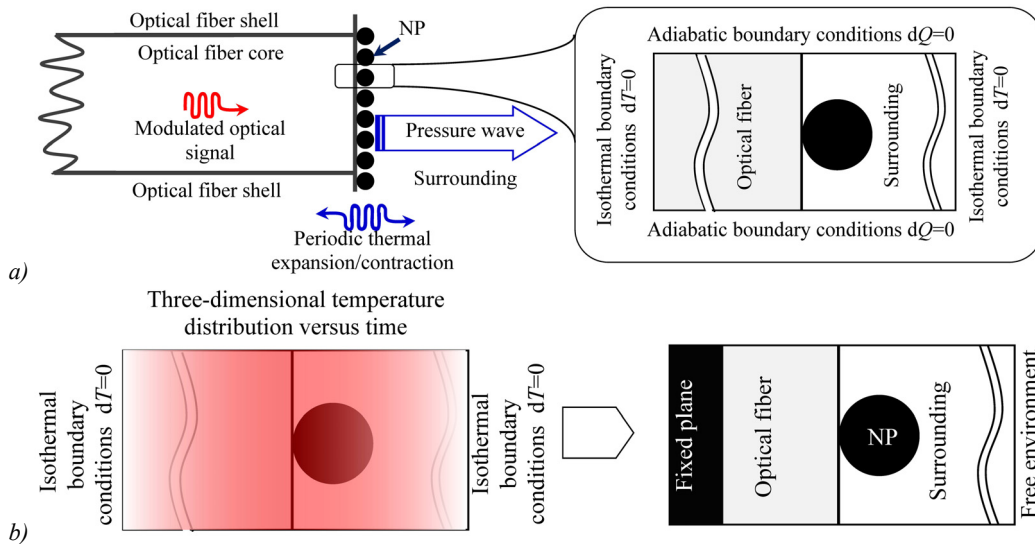 Optical fiber shell
Optical fiber core
NP
Modulated optical
signal
Optical fiber shell
Pressure wave
Surrounding
Periodic thermal
expansion/contraction
a)
Adiabatic boundary conditions dQ=0
Isothermal boundary
conditions dT=0
Optical fiber
Surrounding
Isothermal boundary
conditions dT=0
Adiabatic boundary conditions dQ=0
Three-dimensional temperature
distribution versus time
Isothermal
boundary
conditions dT=0
Isothermal
boundary
conditions dT=0
b)
Fixed plane
Optical fiber
NP
Surrounding
Free environment